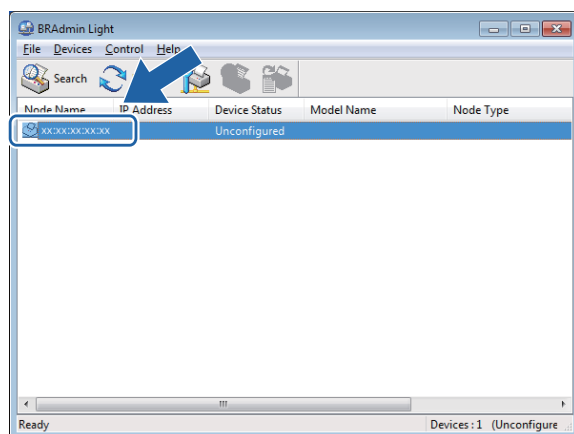 BRAdmin Light
File Devices Control Help
Search
Node Name IP Address Device Status Model Name Node Type
xx:xx:xx:xx:xx Unconfigured
Ready Devices : 1 (Unconfigure